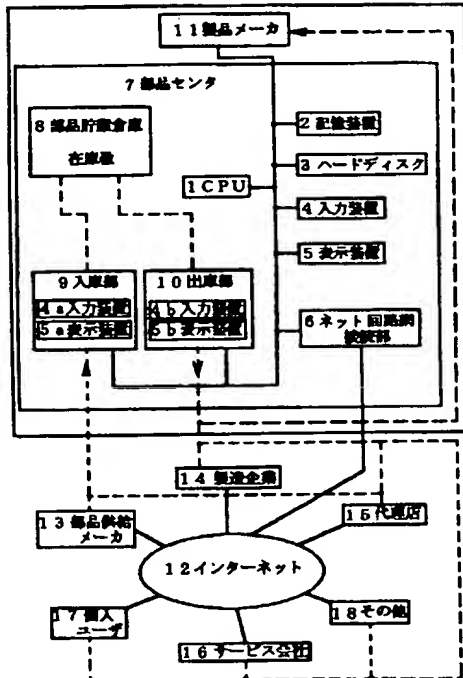 11製品メーカ
7部品センタ
8部品貯蔵倉庫
在庫数
2記憶装置
3ハードディスク
1CPU
4入力装置
5表示装置
9入庫部
4a入力装置
5a表示装置
10出庫部
4b入力装置
5b表示装置
6ネット回路網
接続部
14製造企業
13部品供給
メーカ
15代理店
12インターネット
17個人
ユーザ
18その他
16サービス会社